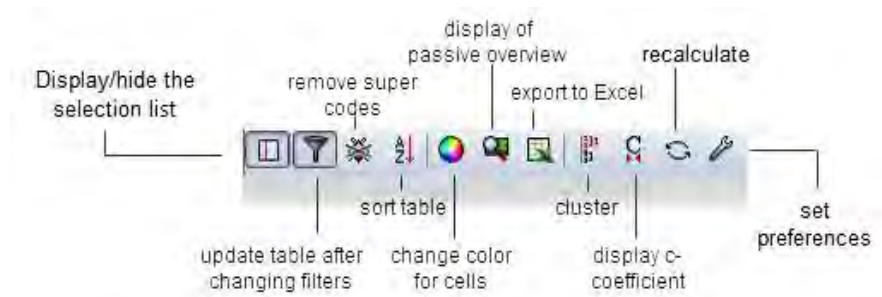 display of
passive overview
recalculate
Display/hide the
selection list
remove super
codes
export to Excel
sort table
cluster
set
preferences
update table after
changing filters
change color
for cells
display c-
coefficient